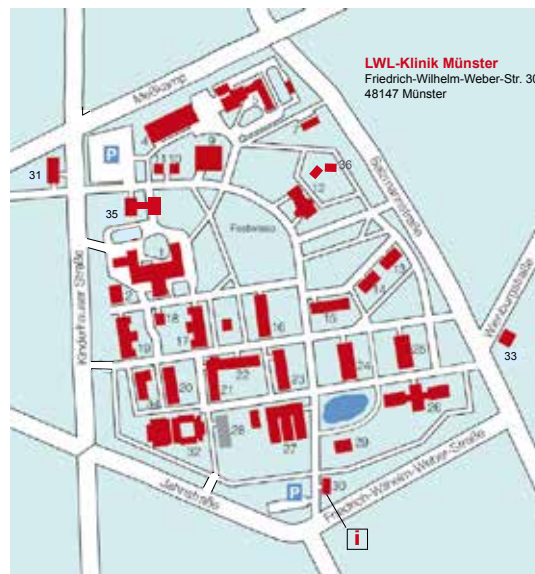 LWL-Klinik Münster
Friedrich-Wilhelm-Weber-Str. 30
48147 Münster
Meßkamp
P
4
9
11
10
31
36
12
35
Salzmannstraße
Festwiese
1
Kinderhauser Straße
2
13
14
18
15
16
17
19
Wienburgstraße
33
22
23
24
25
20
21
26
32
28
27
29
Jahnstraße
P
30
Friedrich-Wilhelm-Weber-Straße
i